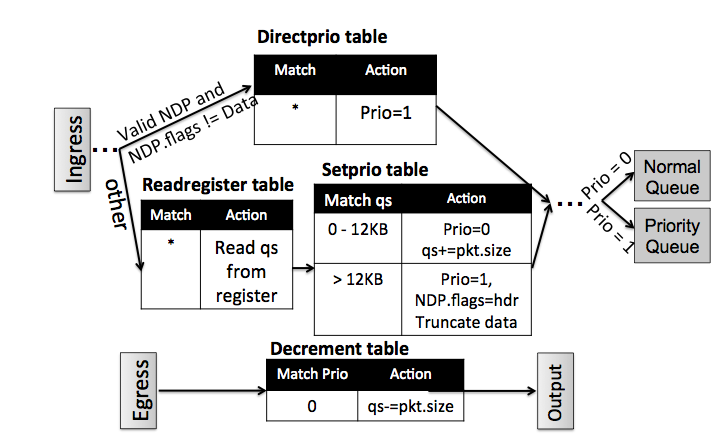 Directprio table
Match Action
* Prio=1
Ingress
...
Valid NDP and
NDP.flags != Data
other
Readregister table
Match Action
* Read qs
from
register
Setprio table
Match qs Action
0 - 12KB Prio=0
qs+=pkt.size
> 12KB Prio=1,
NDP.flags=hdr
Truncate data
...
Prio = 0
Prio = 1
Normal
Queue
Priority
Queue
Decrement table
Egress
Match Prio Action
0 qs-=pkt.size
Output